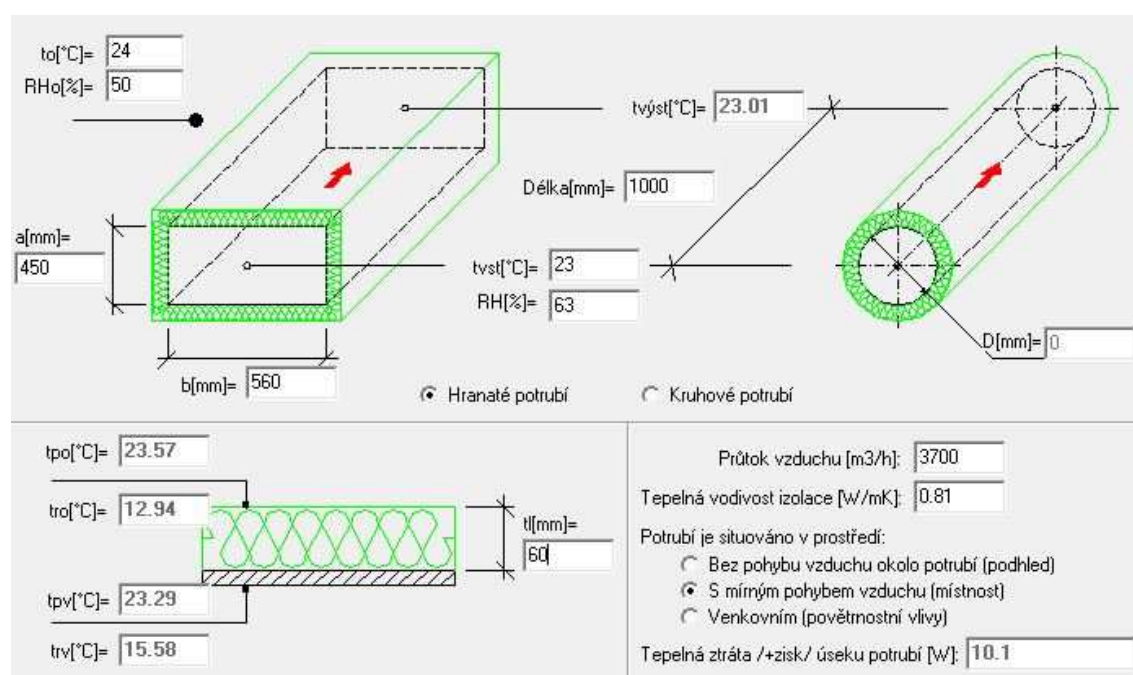 to[°C]= 24
RHo[%]= 50
tvýst[°C]= 23.01
Délka[mm]= 1000
a[mm]=
450
tvst[°C]= 23
RH[%]= 63
D[mm]= 0
b[mm]= 560
Hranaté potrubí
Kruhové potrubí
tpo[°C]= 23.57
tro[°C]= 12.94
tl[mm]=
60
tpv[°C]= 23.29
trv[°C]= 15.58
Průtok vzduchu [m3/h]: 3700
Tepelná vodivost izolace [W/mK]: 0.81
Potrubí je situováno v prostředí:
Bez pohybu vzduchu okolo potrubí (podhled)
S mírným pohybem vzduchu (místnost)
Venkovním (povětrnostní vlivy)
Tepelná ztráta /+zisk/ úseku potrubí [W]: 10.1